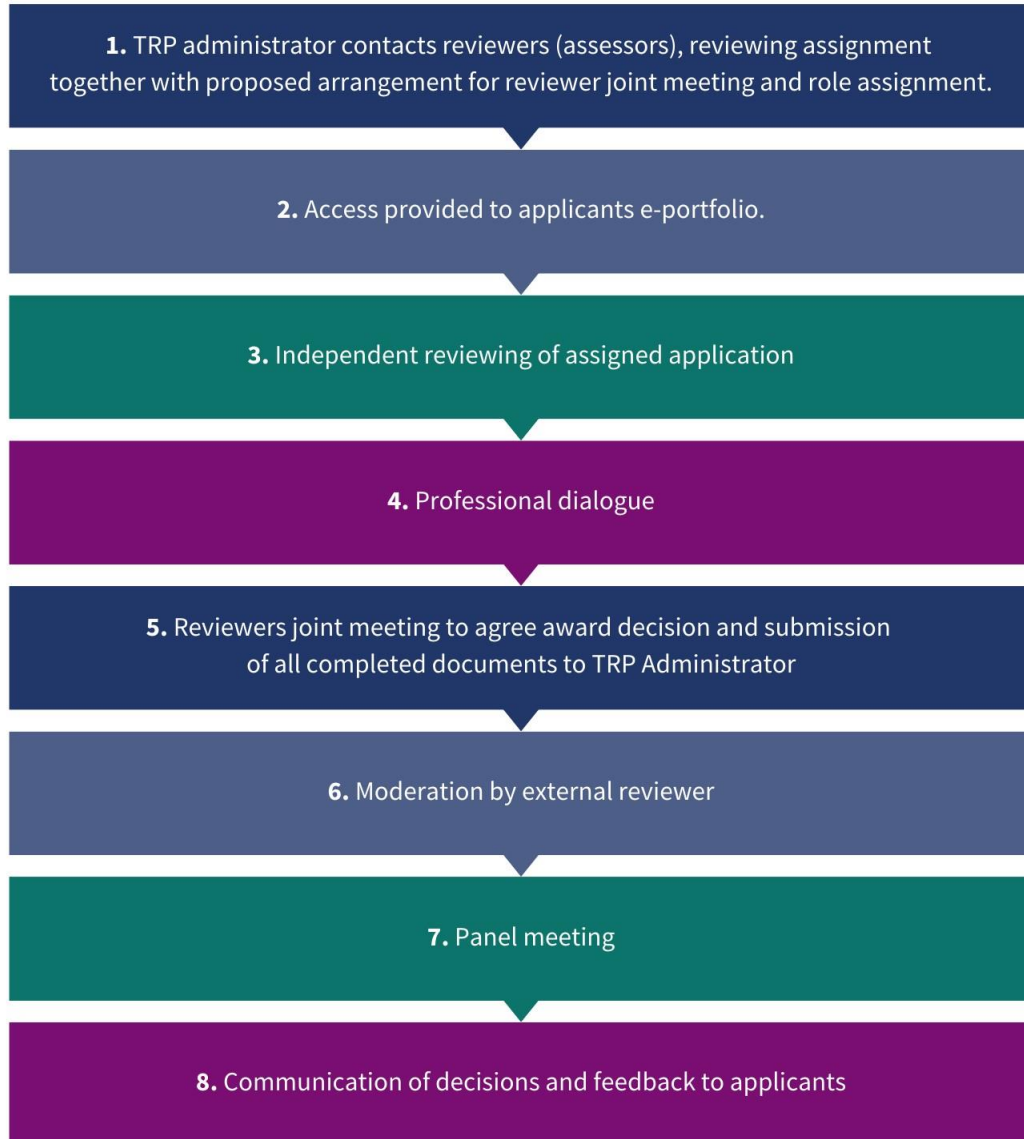 1. TRP administrator contacts reviewers (assessors), reviewing assignment
together with proposed arrangement for reviewer joint meeting and role assignment.
2. Access provided to applicants e-portfolio.
3. Independent reviewing of assigned application
4. Professional dialogue
5. Reviewers joint meeting to agree award decision and submission
of all completed documents to TRP Administrator
6. Moderation by external reviewer
7. Panel meeting
8. Communication of decisions and feedback to applicants